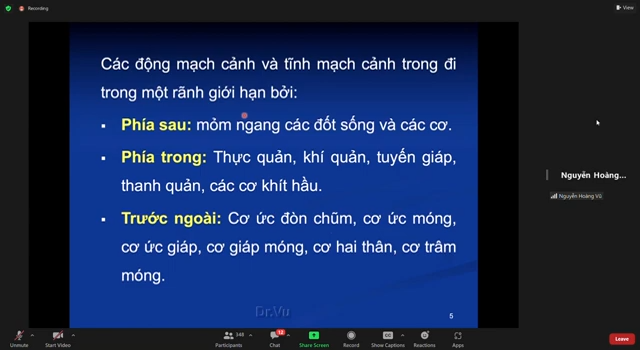 Recording
View
Các động mạch cảnh và tĩnh mạch cảnh trong đi
trong một rãnh giới hạn bởi:
▪ Phía sau: mỏm ngang các đốt sống và các cơ.
▪ Phía trong: Thực quản, khí quản, tuyến giáp,
thanh quản, các cơ khít hầu.
▪ Trước ngoài: Cơ ức đòn chũm, cơ ức móng,
cơ ức giáp, cơ giáp móng, cơ hai thân, cơ trâm
móng.
Dr.Vu
5
Nguyễn Hoàng...
Nguyễn Hoàng Vũ
Unmute
Start Video
Participants
348
Chat
Share Screen
Record
Show Captions
Reactions
Apps
Leave